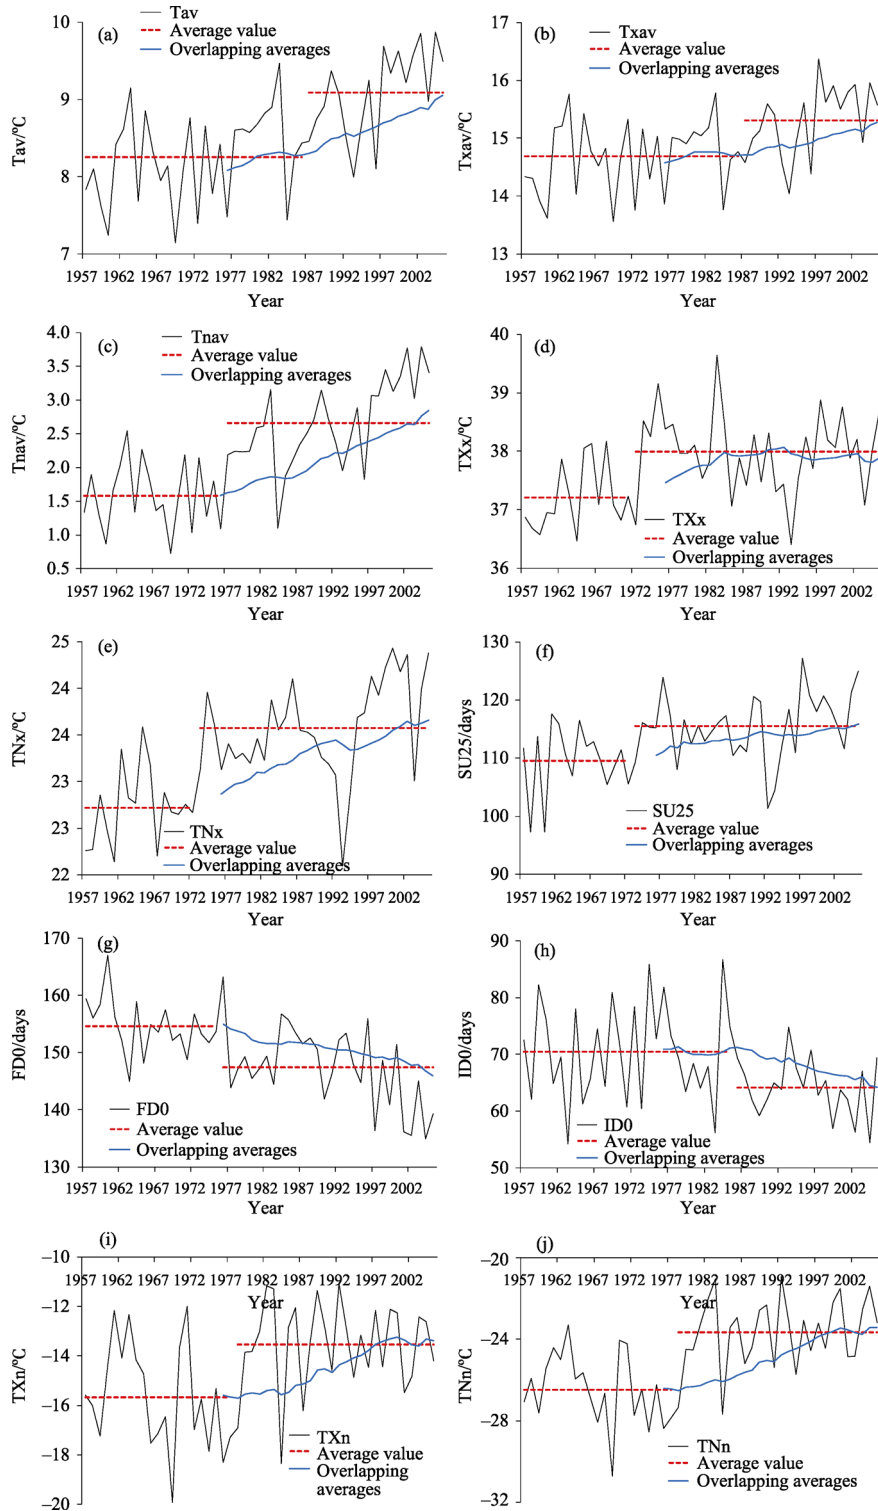 (a)
Tav
Average value
Overlapping averages
10
9
8
7
Tav/ºC
1957 1962 1967 1972 1977 1982 1987 1992 1997 2002
Year
(b)
Txav
Average value
Overlapping averages
17
16
15
14
13
Txav/ºC
1957 1962 1967 1972 1977 1982 1987 1992 1997 2002
Year
(c)
Tnav
Average value
Overlapping averages
4.0
3.5
3.0
2.5
2.0
1.5
1.0
0.5
Tnav/ºC
1957 1962 1967 1972 1977 1982 1987 1992 1997 2002
Year
(d)
40
39
38
37
36
TXx/ºC
TXx
Average value
Overlapping averages
1957 1962 1967 1972 1977 1982 1987 1992 1997 2002
Year
(e)
25
24
24
23
23
22
TNx/ºC
TNx
Average value
Overlapping averages
1957 1962 1967 1972 1977 1982 1987 1992 1997 2002
Year
(f)
130
120
110
100
90
SU25/days
SU25
Average value
Overlapping averages
1957 1962 1967 1972 1977 1982 1987 1992 1997 2002
Year
(g)
170
160
150
140
130
FD0/days
FD0
Average value
Overlapping averages
1957 1962 1967 1972 1977 1982 1987 1992 1997 2002
Year
(h)
90
80
70
60
50
ID0/days
ID0
Average value
Overlapping averages
1957 1962 1967 1972 1977 1982 1987 1992 1997 2002
Year
(i)
–10
–12
–14
–16
–18
–20
TXn/ºC
1957 1962 1967 1972 1977 1982 1987 1992 1997 2002
Year
TXn
Average value
Overlapping
averages
(j)
–20
–24
–28
–32
TNn/ºC
1957 1962 1967 1972 1977 1982 1987 1992 1997 2002
Year
TNn
Average value
Overlapping averages